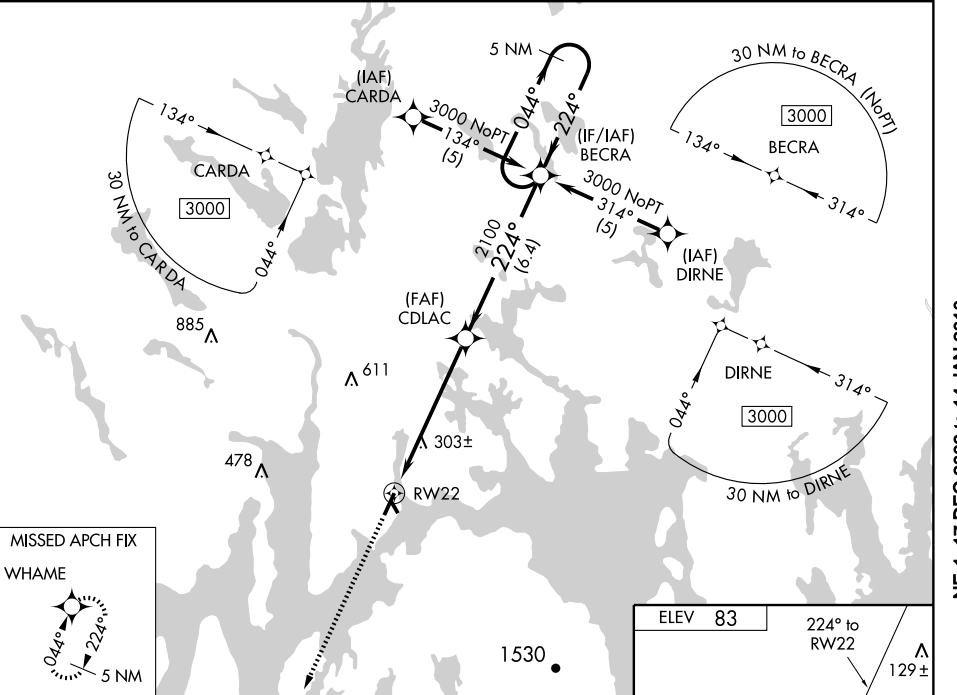 5 NM
044°
224°
(IAF)
CARDA
3000 NoPT
134°
(5)
(IF/IAF)
BECRA
3000 NoPT
314°
(5)
(IAF)
DIRNE
2100
224°
(6.4)
(FAF)
CDLAC
134°
CARDA
3000
30 NM to CARDA
044°
30 NM to BECRA (NoPT)
3000
134°
BECRA
314°
DIRNE
314°
044°
3000
30 NM to DIRNE
885
611
303±
478
RW22
MISSED APCH FIX
WHAME
044°
224°
5 NM
1530
ELEV 83
224° to
RW22
129±